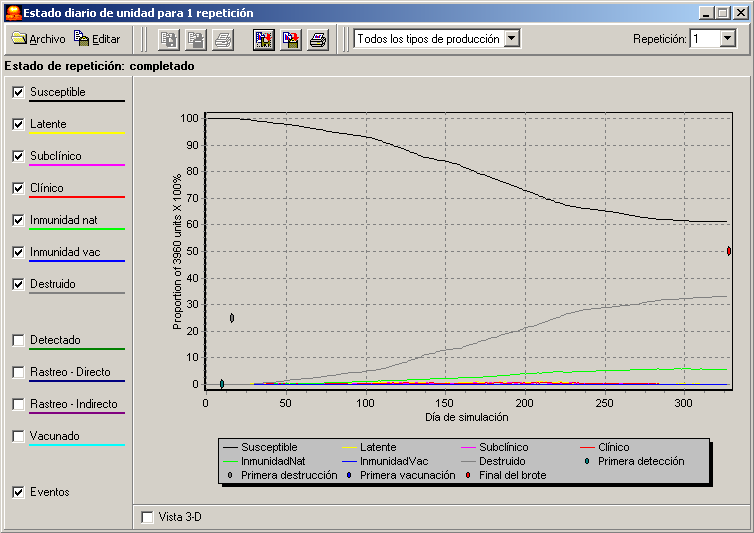 Estado diario de unidad para 1 repetición
Archivo Editar Todos los tipos de producción Repetición: 1
Estado de repetición: completado
Susceptible
Latente
Subclínico
Clínico
Inmunidad nat
Inmunidad vac
Destruido
Detectado
Rastreo - Directo
Rastreo - Indirecto
Vacunado
Eventos
Proportion of 3960 units X 100%
100
90
80
70
60
50
40
30
20
10
0
0 50 100 150 200 250 300
Día de simulación
Susceptible Latente Subclínico Clínico
InmunidadNat InmunidadVac Destruido Primera detección
Primera destrucción Primera vacunación Final del brote
Vista 3-D